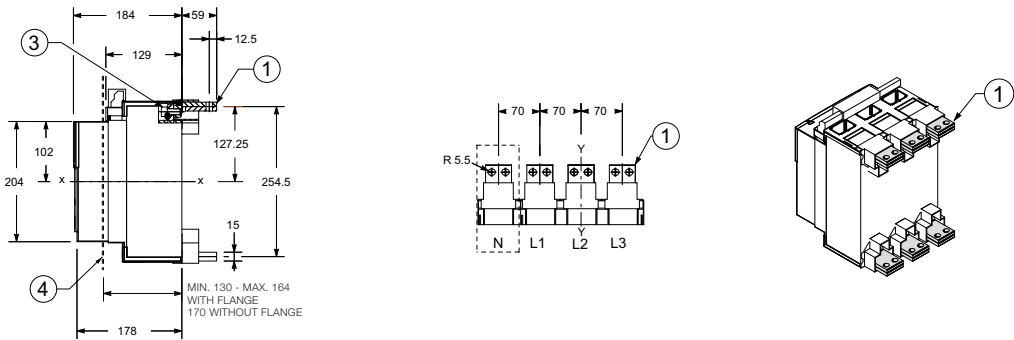 184
59
12.5
129
3
1
102
204
x
x
127.25
254.5
15
4
MIN. 130 - MAX. 164
WITH FLANGE
170 WITHOUT FLANGE
178
70 70 70
1
Y
R 5.5
Y
N L1 L2 L3
1